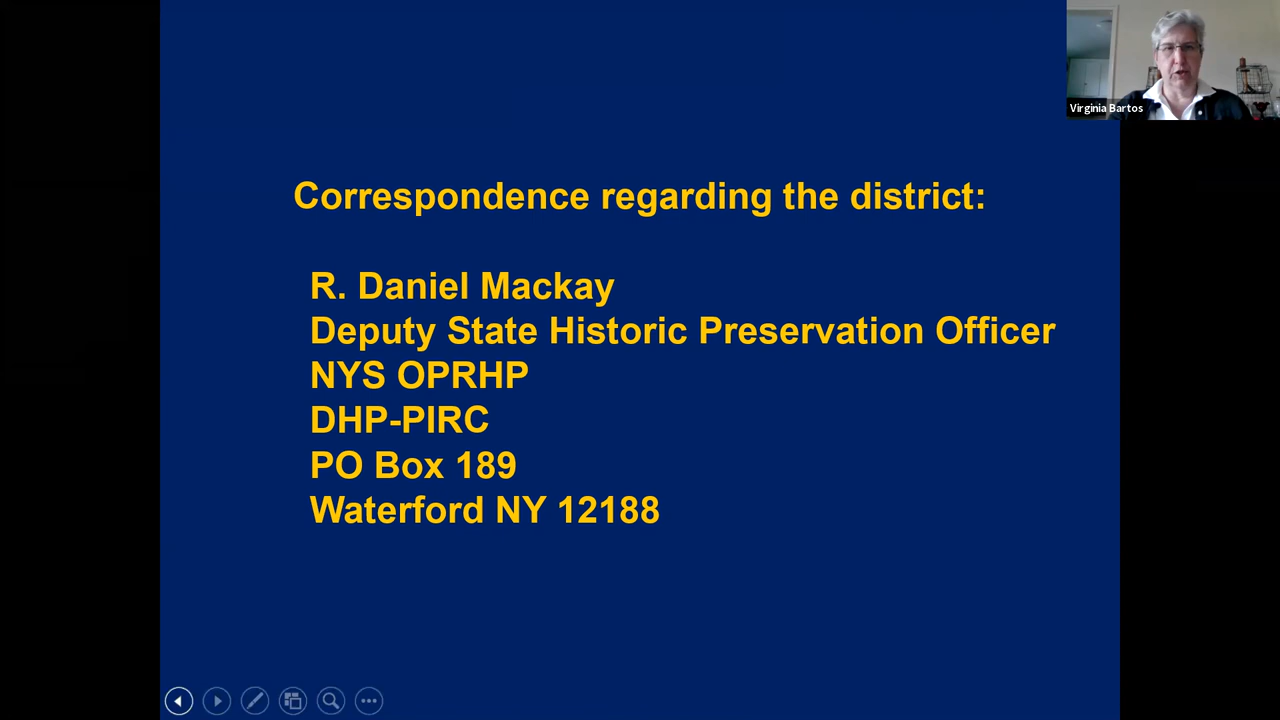 Virginia Bartos
Correspondence regarding the district:
R. Daniel Mackay
Deputy State Historic Preservation Officer
NYS OPRHP
DHP-PIRC
PO Box 189
Waterford NY 12188